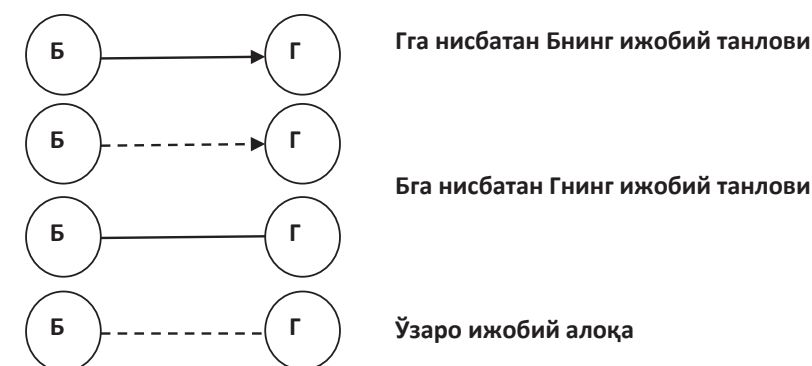 Б Г Гга нисбатан Бнинг ижобий танлови
Б Г
Бга нисбатан Гнинг ижобий танлови
Б Г
Б Г Ўзаро ижобий алоқа